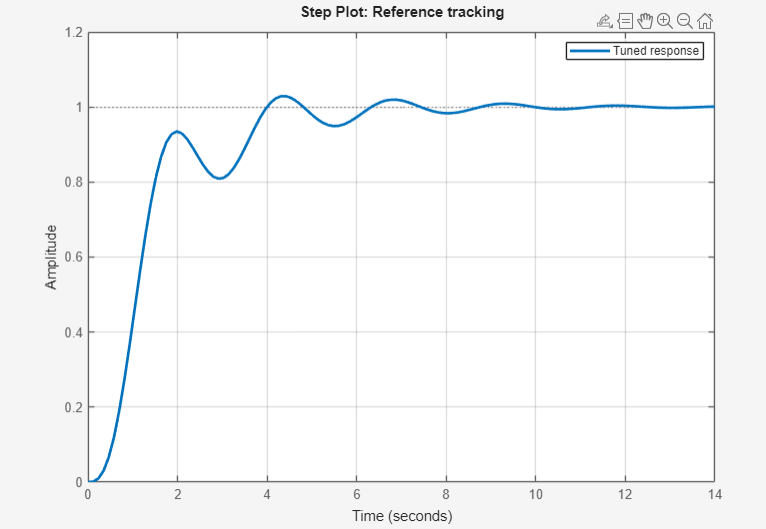 Step Plot: Reference tracking
Tuned response
1.2
1
0.8
0.6
0.4
0.2
0
Amplitude
0 2 4 6 8 10 12 14
Time (seconds)